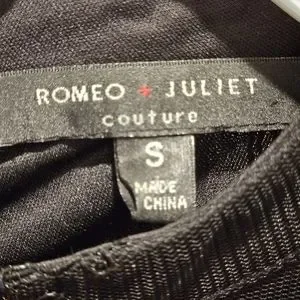 ROMEO + JULIET
couture
S
MADE
CHINA